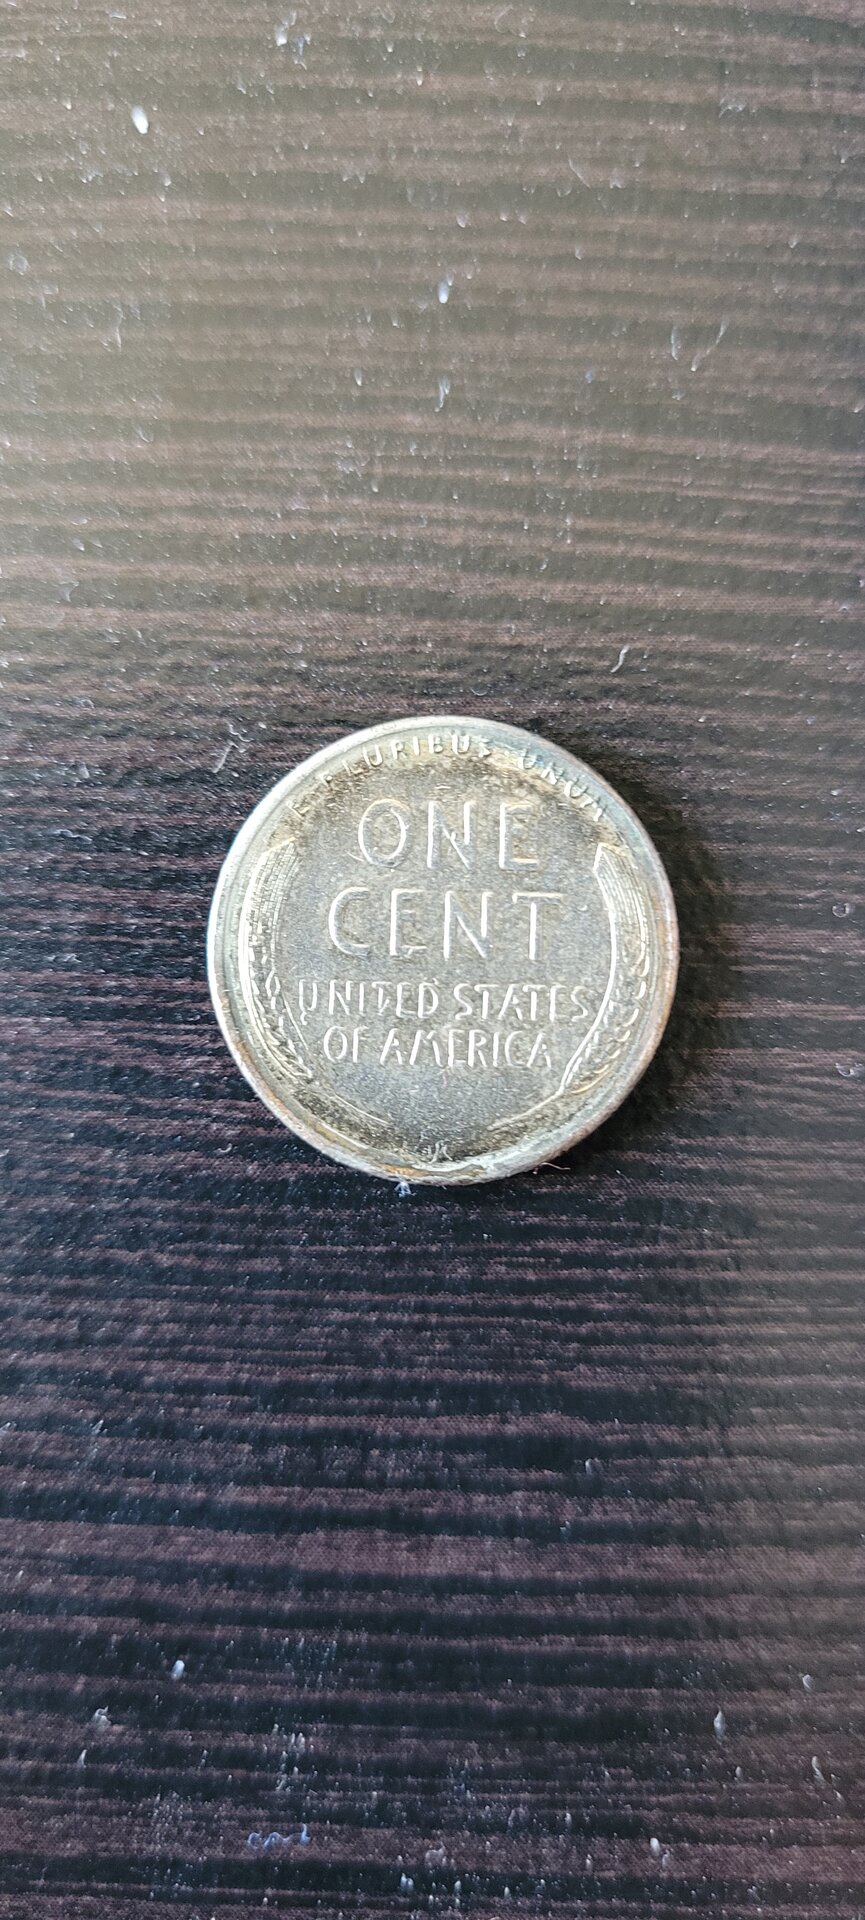 E · PLURIBUS · UNUM
ONE
CENT
UNITED STATES
OF AMERICA